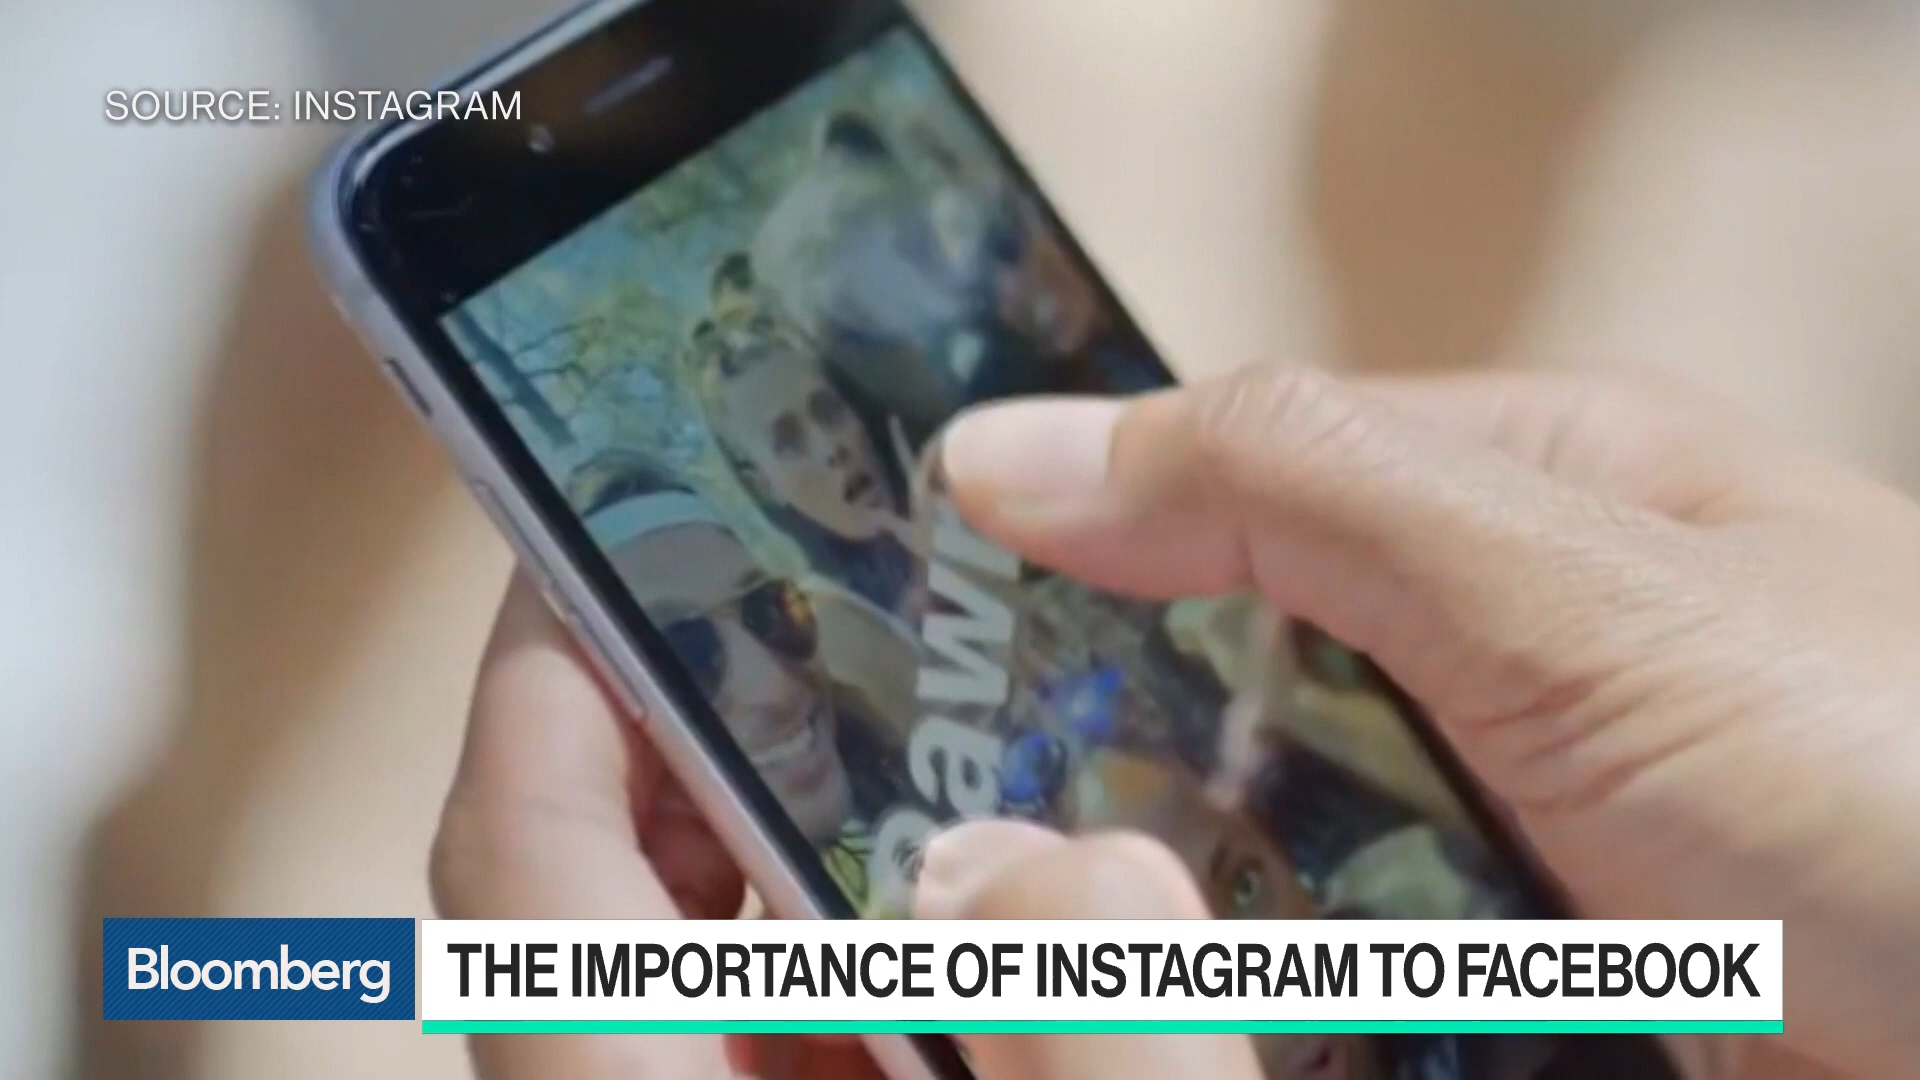 SOURCE: INSTAGRAM
Bloomberg
THE IMPORTANCE OF INSTAGRAM TO FACEBOOK